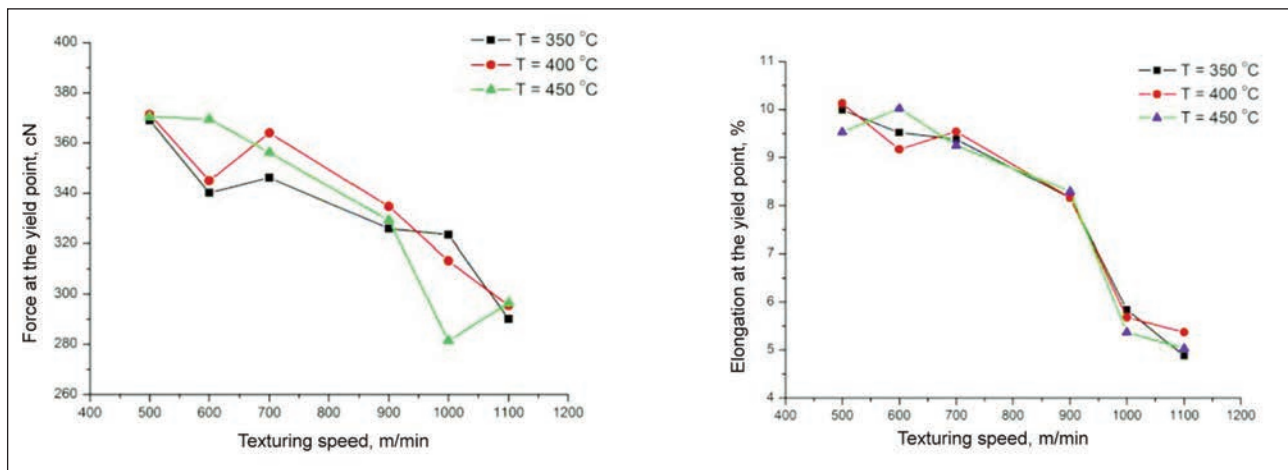 400
380
370
360
340
320
300
280
260
400 500 600 700 800 900 1000 1100 1200
Force at the yield point, cN
Texturing speed, m/min
T = 350 °C
T = 400 °C
T = 450 °C
10
9
8
6
5
4
400 500 600 700 800 900 1000 1100 1200
Elongation at the yield point, %
Texturing speed, m/min
T = 350 °C
T = 400 °C
T = 450 °C